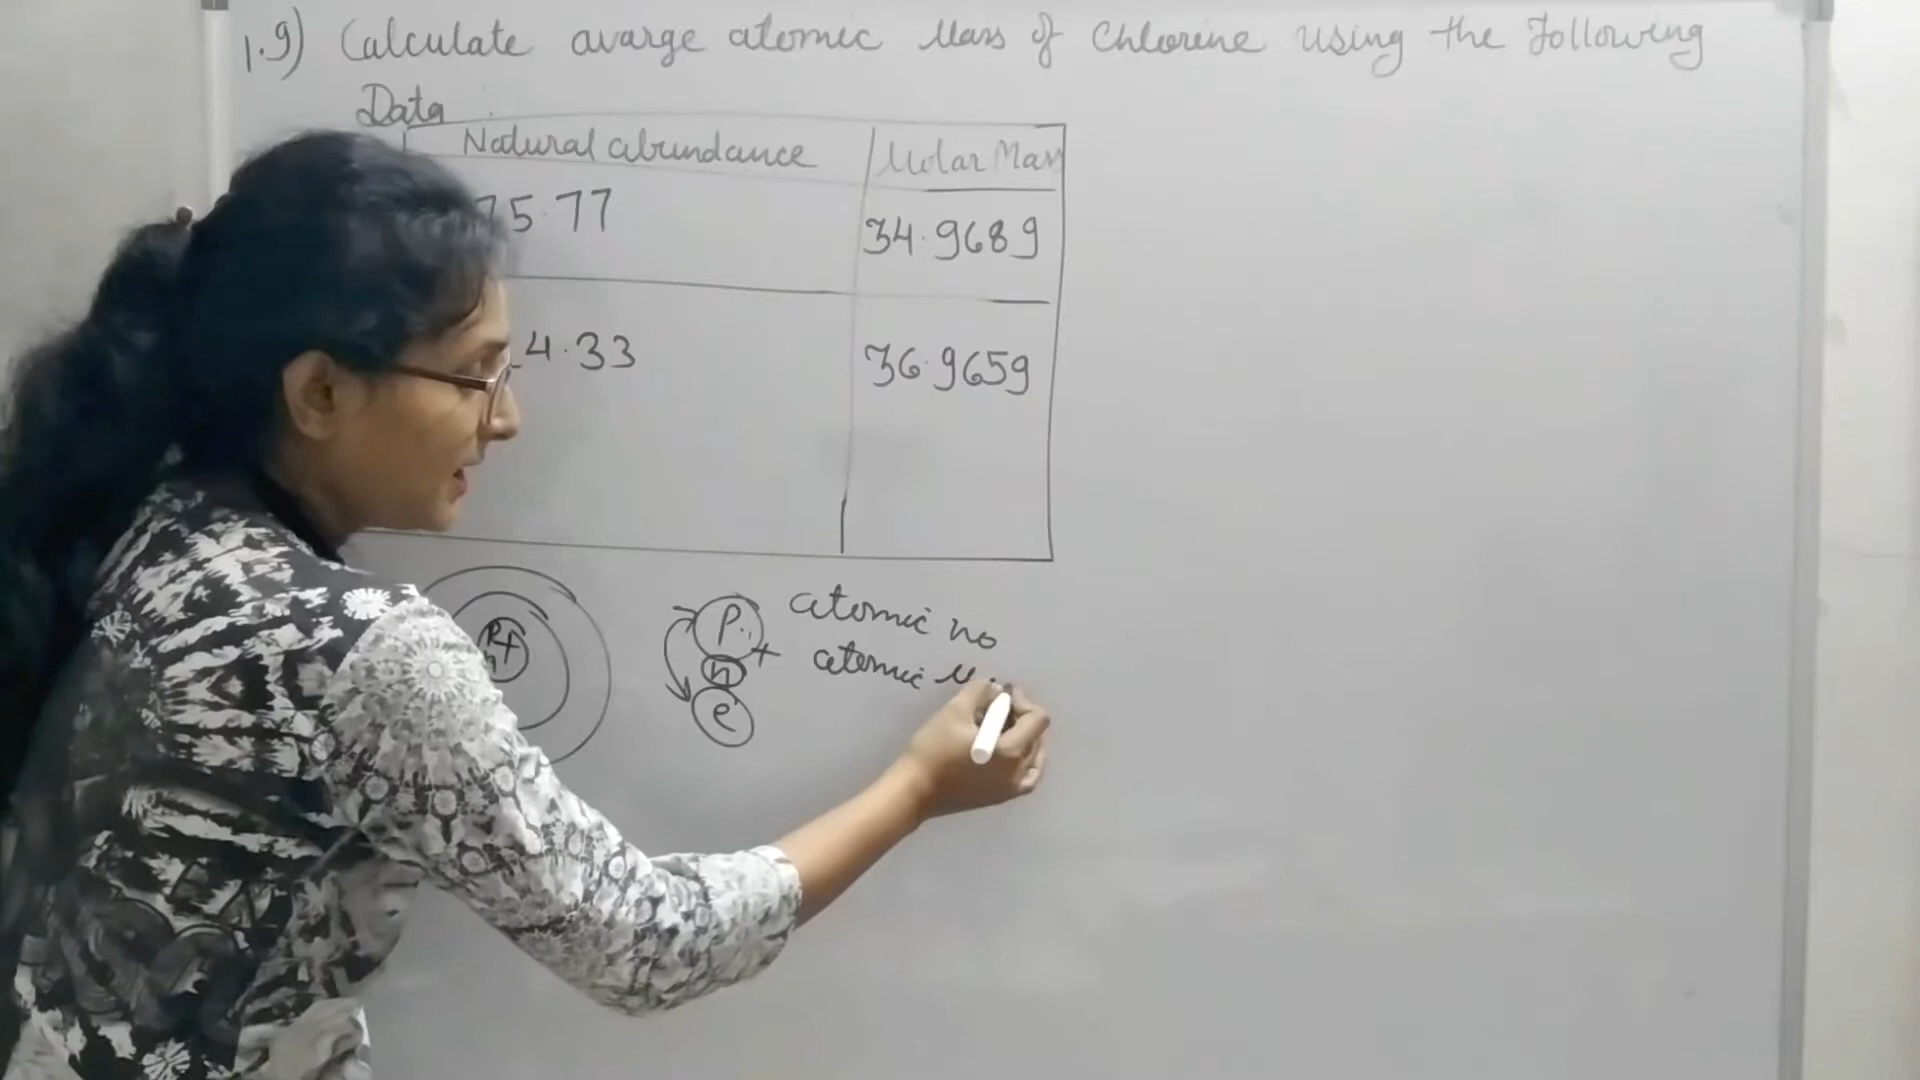 1.9) Calculate avarge atomic Mass of Chlorine using the Following
Data
Natural abundance Molar Mass
75.77 34.9689
4.33 36.9659
P+ P. atomic no
n n + atomic M
e